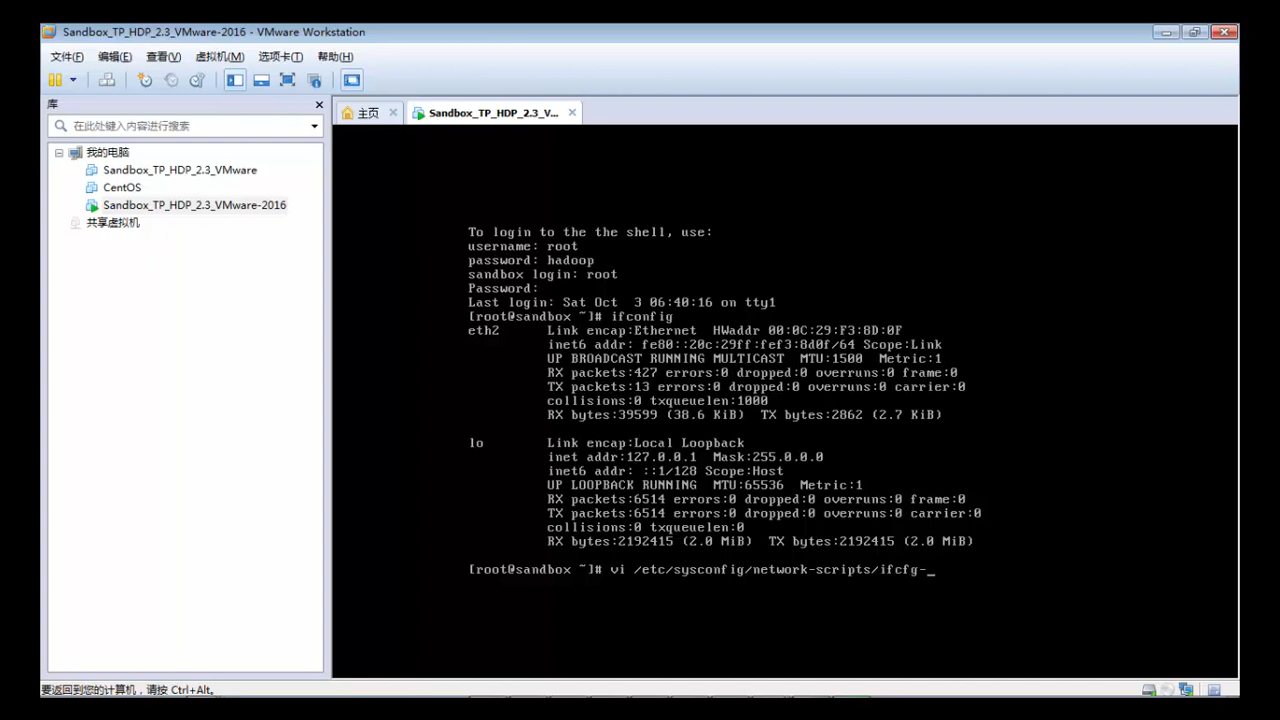 Sandbox_TP_HDP_2.3_VMware-2016 - VMware Workstation
文件(F) 编辑(E) 查看(V) 虚拟机(M) 选项卡(T) 帮助(H)
库
主页
Sandbox_TP_HDP_2.3_V...
在此处键入内容进行搜索
我的电脑
Sandbox_TP_HDP_2.3_VMware
CentOS
Sandbox_TP_HDP_2.3_VMware-2016
共享虚拟机
To login to the the shell, use:
username: root
password: hadoop
sandbox login: root
Password:
Last login: Sat Oct  3 06:40:16 on tty1
[root@sandbox ~]# ifconfig
eth2      Link encap:Ethernet  HWaddr 00:0C:29:F3:8D:0F
inet6 addr: fe80::20c:29ff:fef3:8d0f/64 Scope:Link
UP BROADCAST RUNNING MULTICAST  MTU:1500  Metric:1
RX packets:427 errors:0 dropped:0 overruns:0 frame:0
TX packets:13 errors:0 dropped:0 overruns:0 carrier:0
collisions:0 txqueuelen:1000
RX bytes:39599 (38.6 KiB)  TX bytes:2862 (2.7 KiB)
lo        Link encap:Local Loopback
inet addr:127.0.0.1  Mask:255.0.0.0
inet6 addr: ::1/128 Scope:Host
UP LOOPBACK RUNNING  MTU:65536  Metric:1
RX packets:6514 errors:0 dropped:0 overruns:0 frame:0
TX packets:6514 errors:0 dropped:0 overruns:0 carrier:0
collisions:0 txqueuelen:0
RX bytes:2192415 (2.0 MiB)  TX bytes:2192415 (2.0 MiB)
[root@sandbox ~]# vi /etc/sysconfig/network-scripts/ifcfg-_
要返回到您的计算机，请按 Ctrl+Alt。